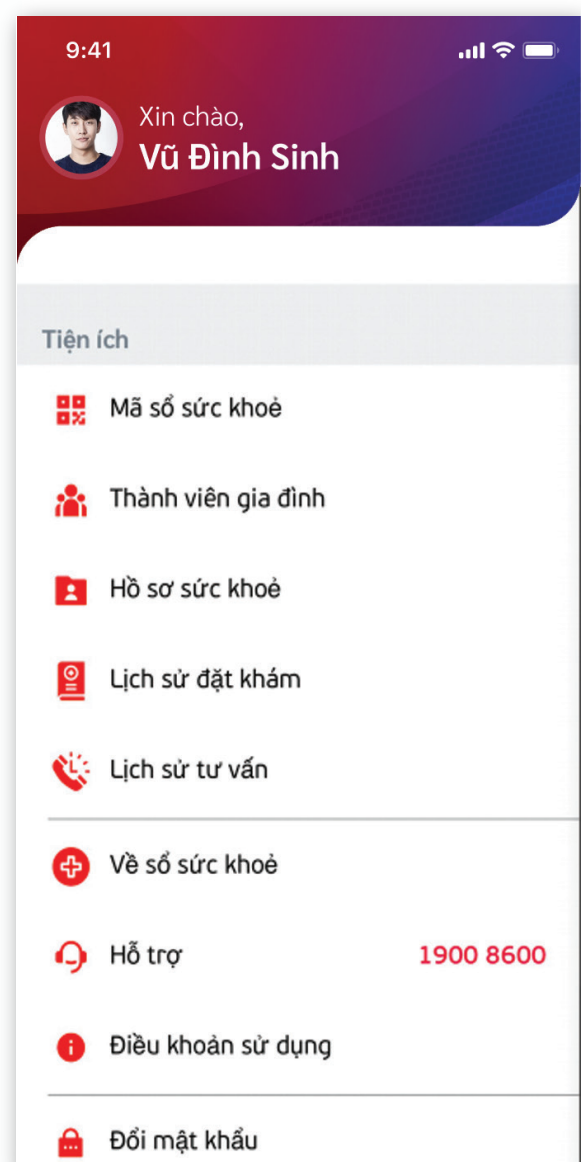 9:41
Xin chào,
Vũ Đình Sinh
Tiện ích
Mã sổ sức khoẻ
Thành viên gia đình
Hồ sơ sức khoẻ
Lịch sử đặt khám
Lịch sử tư vấn
Về sổ sức khoẻ
Hỗ trợ 1900 8600
Điều khoản sử dụng
Đổi mật khẩu